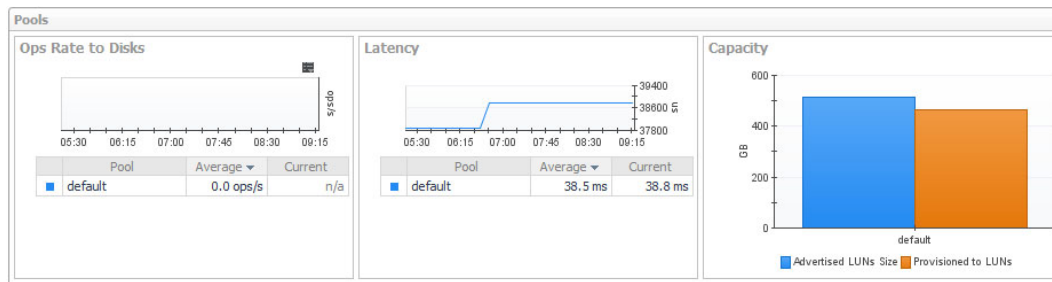 Pools
Ops Rate to Disks
ops/s
05:30 06:15 07:00 07:45 08:30 09:15
Pool Average Current
default 0.0 ops/s n/a
Latency
39400
38600
37800
us
05:30 06:15 07:00 07:45 08:30 09:15
Pool Average Current
default 38.5 ms 38.8 ms
Capacity
600
400
200
0
GB
default
Advertised LUNs Size Provisioned to LUNs